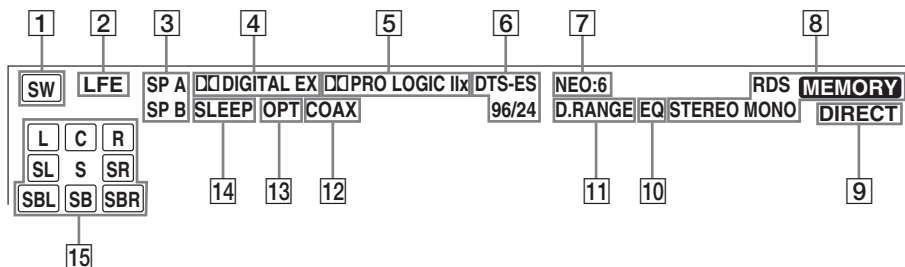 1 2 3 4 5 6 7 8
SW LFE SP A DIGITAL EX PRO LOGIC IIx DTS-ES NEO:6 RDS MEMORY
SP B SLEEP OPT COAX 96/24 D.RANGE EQ STEREO MONO DIRECT
L C R
SL S SR
14 13 12 11 10 9
SBL SB SBR
15